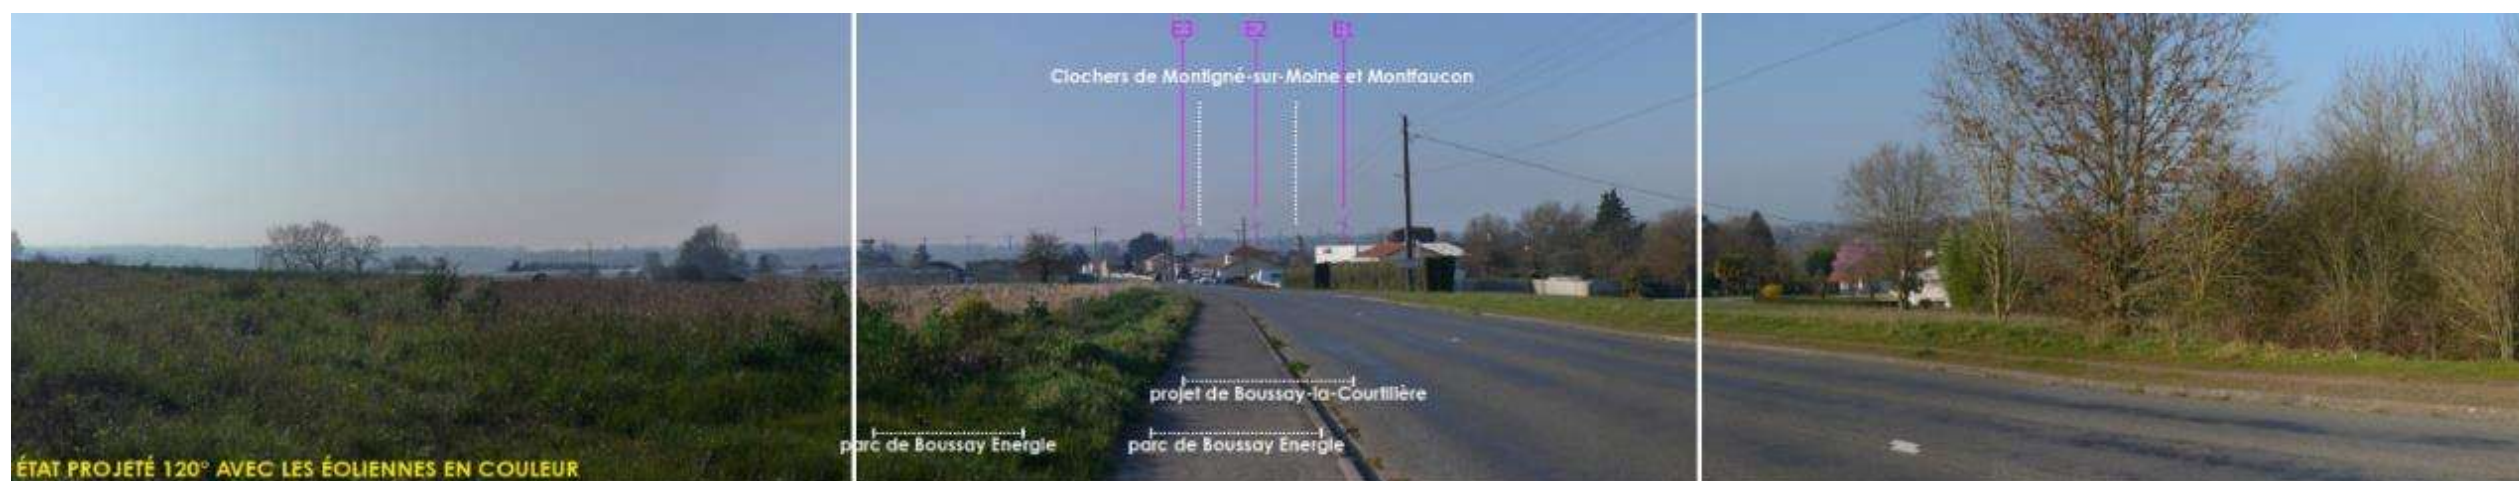 E3 E2 E1
Clochers de Montigné-sur-Moine et Montfaucon
projet de Boussay-la-Courtilière
parc de Boussay Energie parc de Boussay Energie
ÉTAT PROJETÉ 120° AVEC LES ÉOLIENNES EN COULEUR